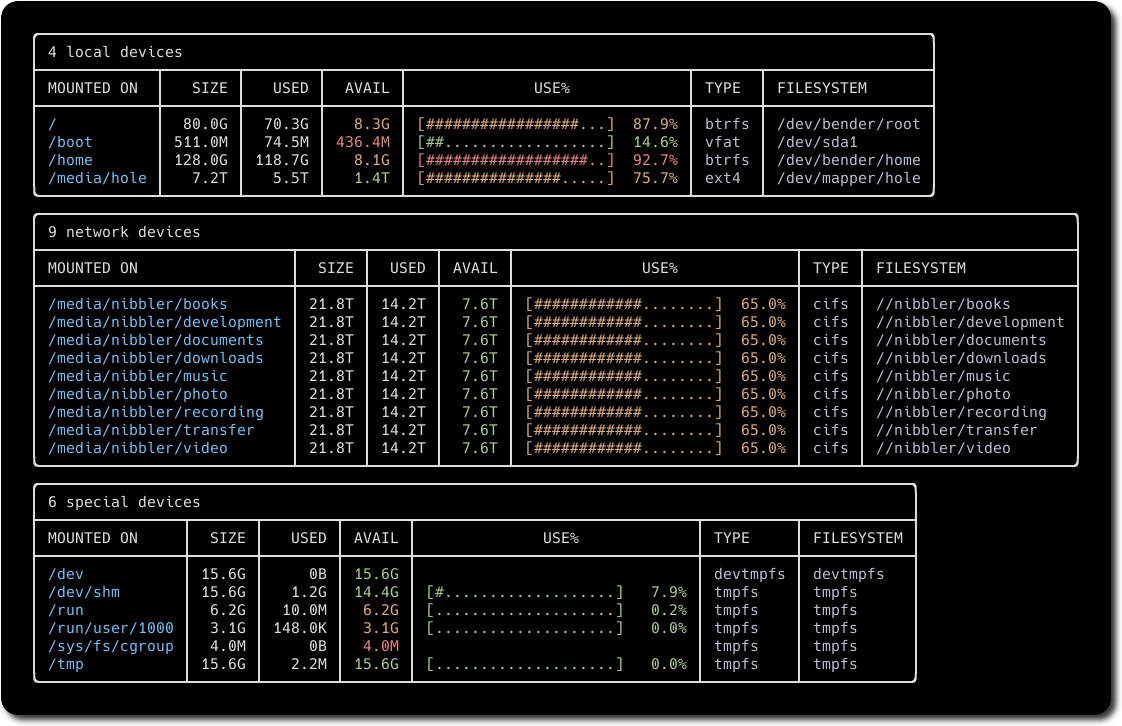 4 local devices
MOUNTED ON SIZE USED AVAIL USE% TYPE FILESYSTEM
/ 80.0G 70.3G 8.3G [#################...] 87.9% btrfs /dev/bender/root
/boot 511.0M 74.5M 436.4M [##..................] 14.6% vfat /dev/sda1
/home 128.0G 118.7G 8.1G [##################..] 92.7% btrfs /dev/bender/home
/media/hole 7.2T 5.5T 1.4T [###############.....] 75.7% ext4 /dev/mapper/hole
9 network devices
MOUNTED ON SIZE USED AVAIL USE% TYPE FILESYSTEM
/media/nibbler/books 21.8T 14.2T 7.6T [############........] 65.0% cifs //nibbler/books
/media/nibbler/development 21.8T 14.2T 7.6T [############........] 65.0% cifs //nibbler/development
/media/nibbler/documents 21.8T 14.2T 7.6T [############........] 65.0% cifs //nibbler/documents
/media/nibbler/downloads 21.8T 14.2T 7.6T [############........] 65.0% cifs //nibbler/downloads
/media/nibbler/music 21.8T 14.2T 7.6T [############........] 65.0% cifs //nibbler/music
/media/nibbler/photo 21.8T 14.2T 7.6T [############........] 65.0% cifs //nibbler/photo
/media/nibbler/recording 21.8T 14.2T 7.6T [############........] 65.0% cifs //nibbler/recording
/media/nibbler/transfer 21.8T 14.2T 7.6T [############........] 65.0% cifs //nibbler/transfer
/media/nibbler/video 21.8T 14.2T 7.6T [############........] 65.0% cifs //nibbler/video
6 special devices
MOUNTED ON SIZE USED AVAIL USE% TYPE FILESYSTEM
/dev 15.6G 0B 15.6G devtmpfs devtmpfs
/dev/shm 15.6G 1.2G 14.4G [#...................] 7.9% tmpfs tmpfs
/run 6.2G 10.0M 6.2G [....................] 0.2% tmpfs tmpfs
/run/user/1000 3.1G 148.0K 3.1G [....................] 0.0% tmpfs tmpfs
/sys/fs/cgroup 4.0M 0B 4.0M tmpfs tmpfs
/tmp 15.6G 2.2M 15.6G [....................] 0.0% tmpfs tmpfs